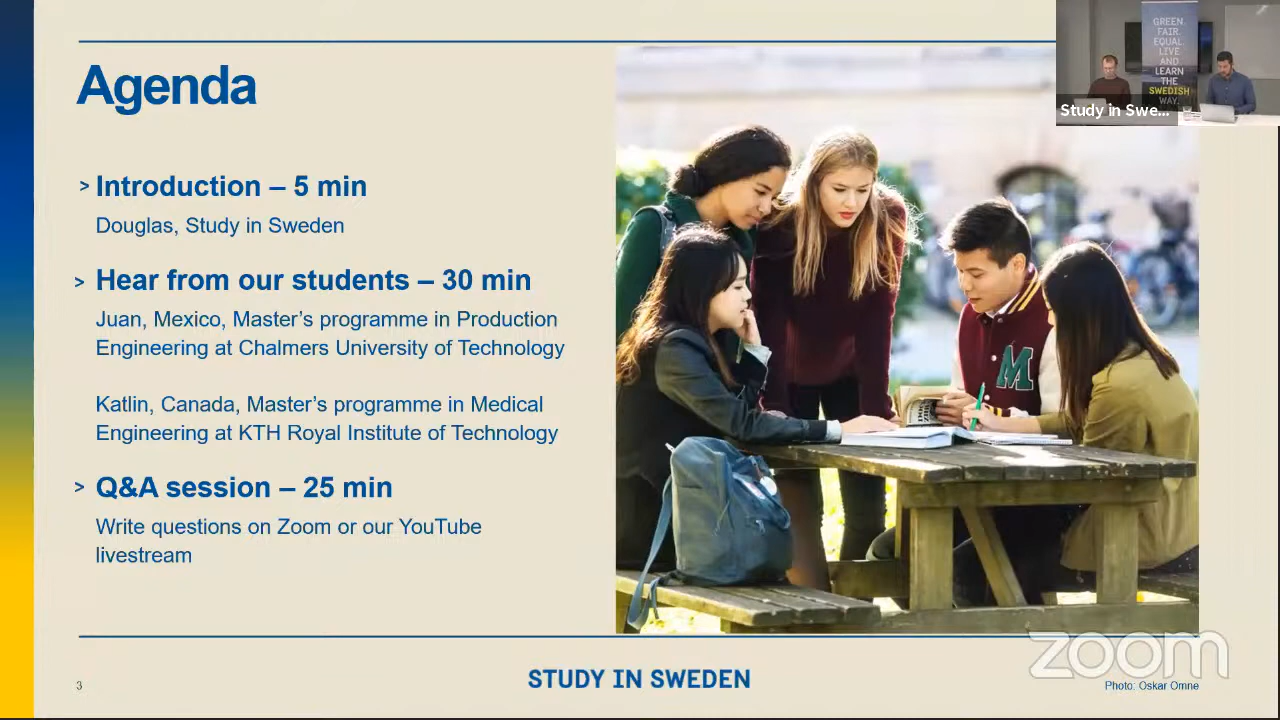 Agenda
> Introduction – 5 min
Douglas, Study in Sweden
> Hear from our students – 30 min
Juan, Mexico, Master’s programme in Production
Engineering at Chalmers University of Technology
Katlin, Canada, Master’s programme in Medical
Engineering at KTH Royal Institute of Technology
> Q&A session – 25 min
Write questions on Zoom or our YouTube
livestream
GREEN.
FAIR.
EQUAL.
LIVE
AND
LEARN
THE
SWEDISH
WAY.
Study in Swe...
M
zoom
3
STUDY IN SWEDEN
Photo: Oskar Omne